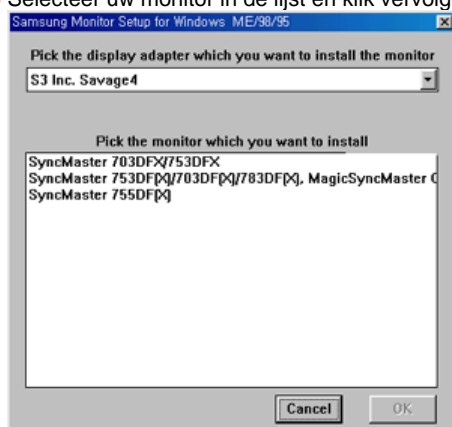 Selecteer uw monitor in de lijst en klik vervolg
Samsung Monitor Setup for Windows ME/98/95
Pick the display adapter which you want to install the monitor
S3 Inc. Savage4
Pick the monitor which you want to install
SyncMaster 703DFX/753DFX
SyncMaster 753DF[X]/703DF[X]/783DF[X], MagicSyncMaster
SyncMaster 755DF[X]
Cancel
OK